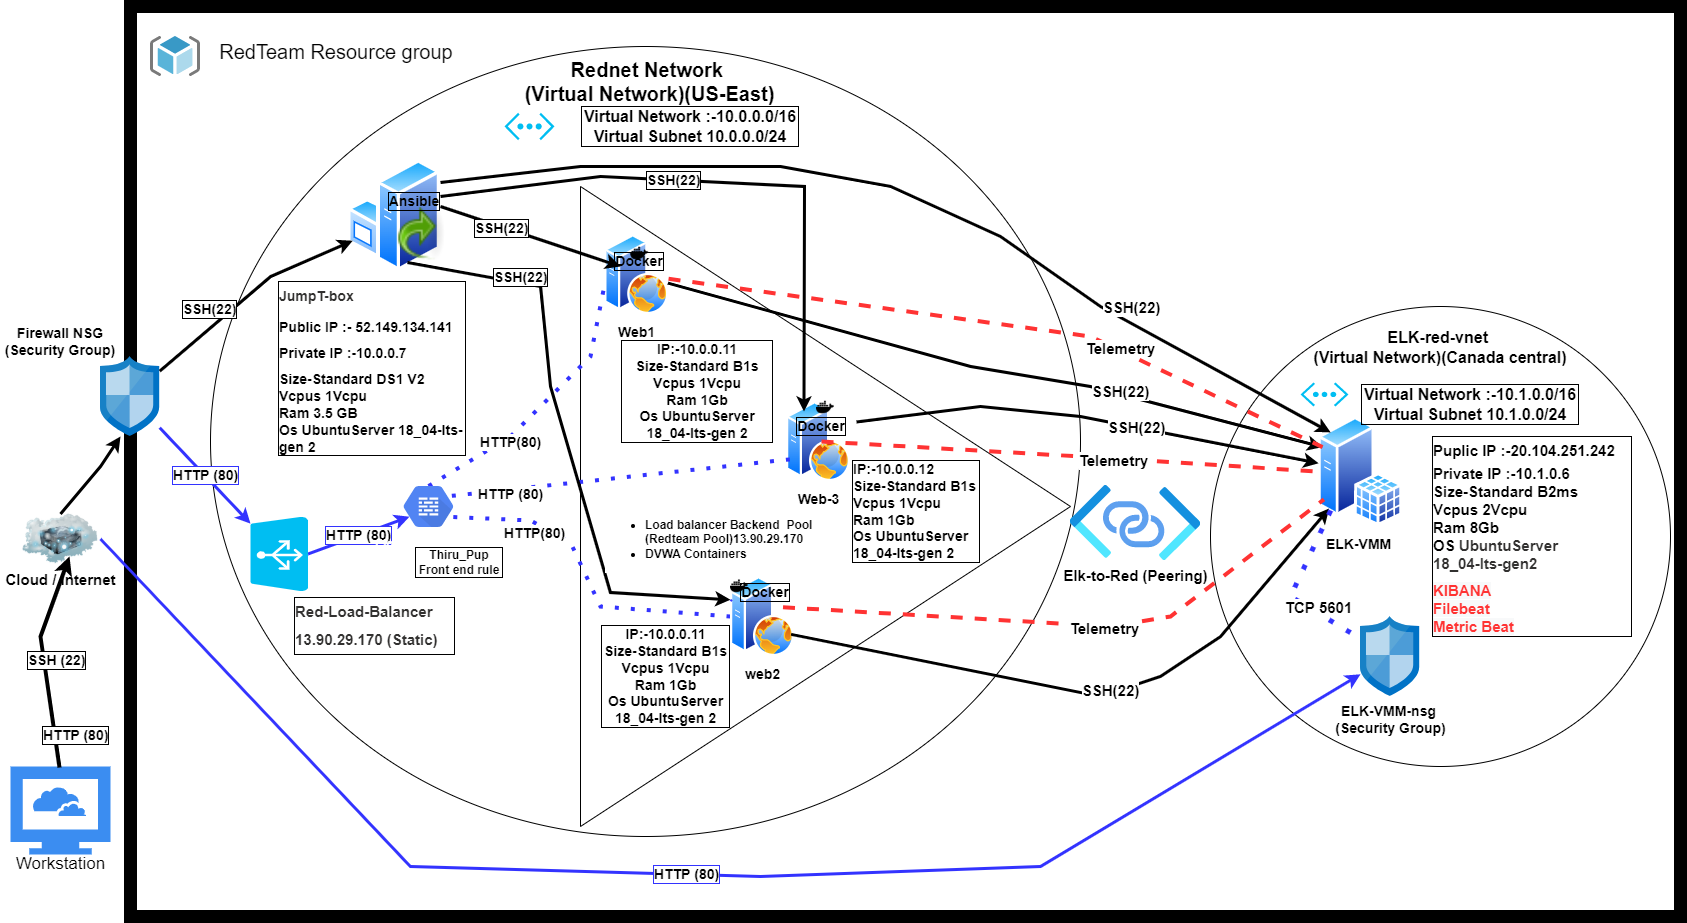 RedTeam Resource group
Rednet Network
(Virtual Network)(US-East)
Virtual Network :-10.0.0.0/16
Virtual Subnet 10.0.0.0/24
Ansible
SSH(22)
SSH(22)
SSH(22)
SSH(22)
JumpT-box
Public IP :- 52.149.134.141
Private IP :-10.0.0.7
Size-Standard DS1 V2
Vcpus 1Vcpu
Ram 3.5 GB
Os UbuntuServer 18_04-lts-
gen 2
Firewall NSG
(Security Group)
HTTP (80)
HTTP (80)
Cloud / Internet
SSH (22)
HTTP (80)
Workstation
Red-Load-Balancer
13.90.29.170 (Static)
Thiru_Pup
Front end rule
HTTP(80)
HTTP (80)
HTTP(80)
Docker
Web1
IP:-10.0.0.11
Size-Standard B1s
Vcpus 1Vcpu
Ram 1Gb
Os UbuntuServer
18_04-lts-gen 2
Docker
Web-3
IP:-10.0.0.12
Size-Standard B1s
Vcpus 1Vcpu
Ram 1Gb
Os UbuntuServer
18_04-lts-gen 2
• Load balancer Backend Pool
(Redteam Pool)13.90.29.170
• DVWA Containers
Docker
web2
IP:-10.0.0.11
Size-Standard B1s
Vcpus 1Vcpu
Ram 1Gb
Os UbuntuServer
18_04-lts-gen 2
SSH(22)
Telemetry
SSH(22)
SSH(22)
Telemetry
Elk-to-Red (Peering)
Telemetry
SSH(22)
HTTP (80)
ELK-red-vnet
(Virtual Network)(Canada central)
Virtual Network :-10.1.0.0/16
Virtual Subnet 10.1.0.0/24
ELK-VMM
Puplic IP :-20.104.251.242
Private IP :-10.1.0.6
Size-Standard B2ms
Vcpus 2Vcpu
Ram 8Gb
OS UbuntuServer
18_04-lts-gen2
KIBANA
Filebeat
Metric Beat
TCP 5601
ELK-VMM-nsg
(Security Group)